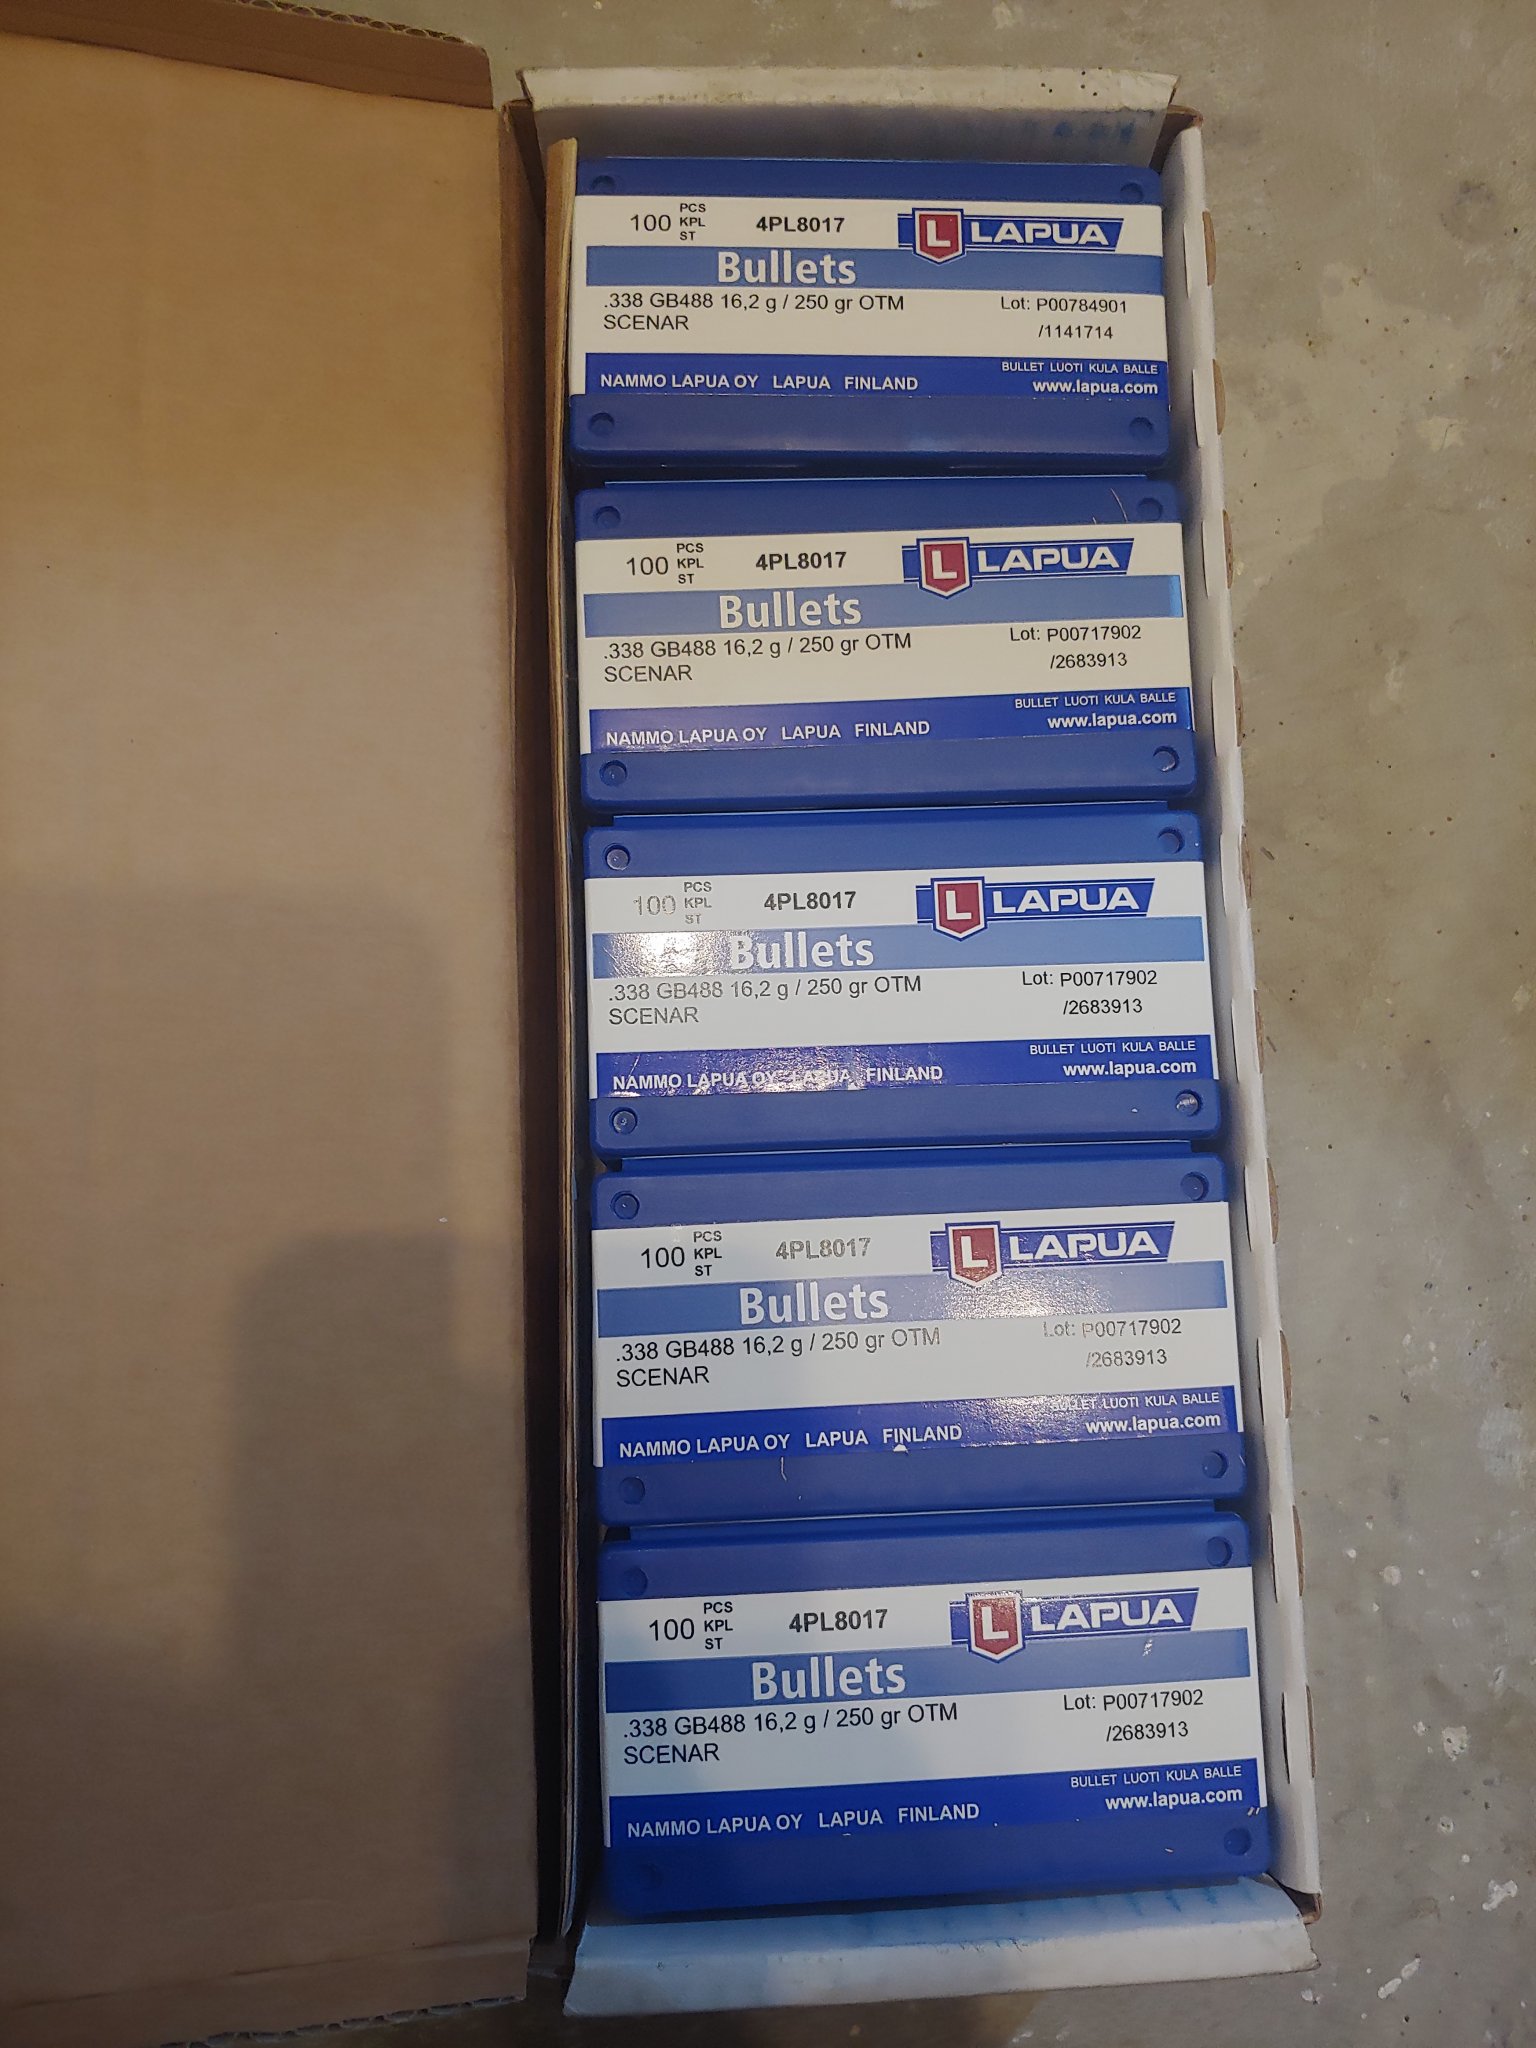 100 PCS KPL ST 4PL8017 L LAPUA
Bullets
.338 GB488 16,2 g / 250 gr OTM Lot: P00784901
SCENAR /1141714
BULLET LUOTI KULA BALLE
NAMMO LAPUA OY LAPUA FINLAND www.lapua.com
100 PCS KPL ST 4PL8017 L LAPUA
Bullets
.338 GB488 16,2 g / 250 gr OTM Lot: P00717902
SCENAR /2683913
BULLET LUOTI KULA BALLE
NAMMO LAPUA OY LAPUA FINLAND www.lapua.com
100 PCS KPL ST 4PL8017 L LAPUA
Bullets
.338 GB488 16,2 g / 250 gr OTM Lot: P00717902
SCENAR /2683913
BULLET LUOTI KULA BALLE
NAMMO LAPUA OY LAPUA FINLAND www.lapua.com
100 PCS KPL ST 4PL8017 L LAPUA
Bullets
.338 GB488 16,2 g / 250 gr OTM Lot: P00717902
SCENAR /2683913
BULLET LUOTI KULA BALLE
NAMMO LAPUA OY LAPUA FINLAND www.lapua.com
100 PCS KPL ST 4PL8017 L LAPUA
Bullets
.338 GB488 16,2 g / 250 gr OTM Lot: P00717902
SCENAR /2683913
BULLET LUOTI KULA BALLE
NAMMO LAPUA OY LAPUA FINLAND www.lapua.com